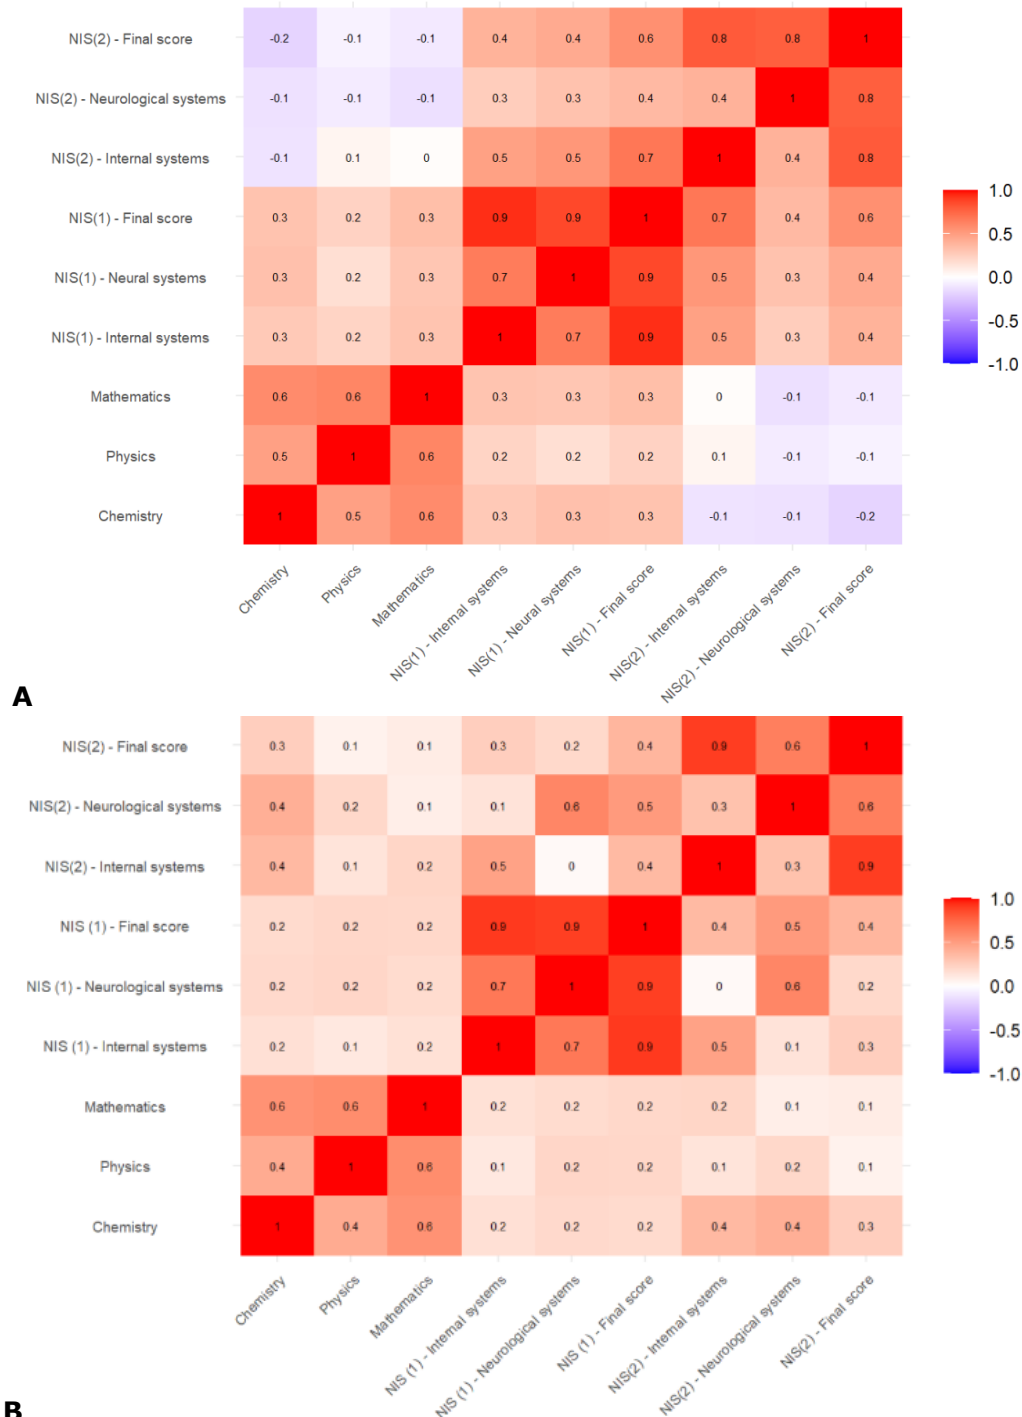 NIS(2) - Final score -0.2 -0.1 -0.1 0.4 0.4 0.6 0.8 0.8 1
NIS(2) - Neurological systems -0.1 -0.1 -0.1 0.3 0.3 0.4 0.4 1 0.8
NIS(2) - Internal systems -0.1 0.1 0 0.5 0.5 0.7 1 0.4 0.8
NIS(1) - Final score 0.3 0.2 0.3 0.9 0.9 1 0.7 0.4 0.6
NIS(1) - Neural systems 0.3 0.2 0.3 0.7 1 0.9 0.5 0.3 0.4
NIS(1) - Internal systems 0.3 0.2 0.3 1 0.7 0.9 0.5 0.3 0.4
Mathematics 0.6 0.6 1 0.3 0.3 0.3 0 -0.1 -0.1
Physics 0.5 1 0.6 0.2 0.2 0.2 0.1 -0.1 -0.1
Chemistry 1 0.5 0.6 0.3 0.3 0.3 -0.1 -0.1 -0.2
1.0
0.5
0.0
-0.5
-1.0
Chemistry
Physics
Mathematics
NIS(1) - Internal systems
NIS(1) - Neural systems
NIS(1) - Final score
NIS(2) - Internal systems
NIS(2) - Neurological systems
NIS(2) - Final score
A
NIS(2) - Final score 0.3 0.1 0.1 0.3 0.2 0.4 0.9 0.6 1
NIS(2) - Neurological systems 0.4 0.2 0.1 0.1 0.6 0.5 0.3 1 0.6
NIS(2) - Internal systems 0.4 0.1 0.2 0.5 0 0.4 1 0.3 0.9
NIS (1) - Final score 0.2 0.2 0.2 0.9 0.9 1 0.4 0.5 0.4
NIS (1) - Neurological systems 0.2 0.2 0.2 0.7 1 0.9 0 0.6 0.2
NIS (1) - Internal systems 0.2 0.1 0.2 1 0.7 0.9 0.5 0.1 0.3
Mathematics 0.6 0.6 1 0.2 0.2 0.2 0.2 0.1 0.1
Physics 0.4 1 0.6 0.1 0.2 0.2 0.1 0.2 0.1
Chemistry 1 0.4 0.6 0.2 0.2 0.2 0.4 0.4 0.3
1.0
0.5
0.0
-0.5
-1.0
Chemistry
Physics
Mathematics
NIS (1) - Internal systems
NIS (1) - Neurological systems
NIS (1) - Final score
NIS(2) - Internal systems
NIS(2) - Neurological systems
NIS(2) - Final score
B